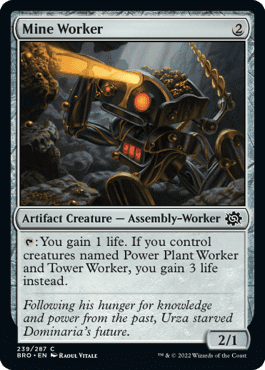 Mine Worker 2
Artifact Creature — Assembly-Worker
:You gain 1 life. If you control
creatures named Power Plant
Worker and Tower Worker, you gain 3 life
instead.
Following his hunger for knowledge
and power from the past, Urza starved
Dominaria's future.
2/1
239/287 C
BRO • EN Raoul Vitale
™ & © 2022 Wizards of the Coast